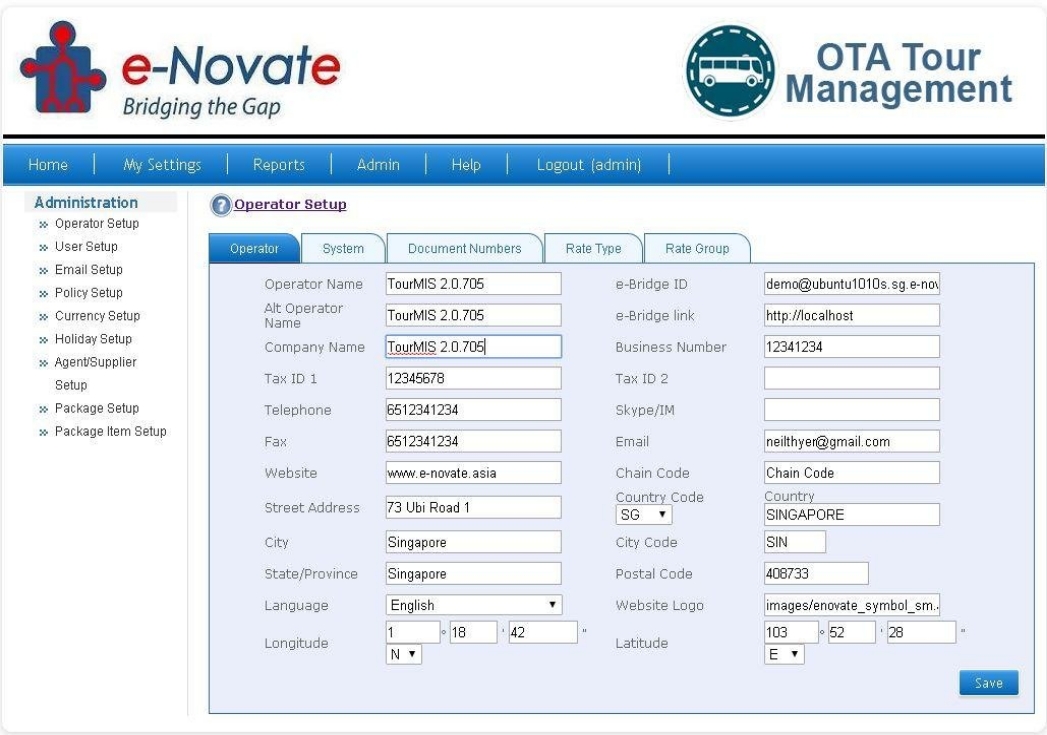 e-Novate
Bridging the Gap
OTA Tour
Management
Home
My Settings
Reports
Admin
Help
Logout (admin)
Administration
Operator Setup
User Setup
Email Setup
Policy Setup
Currency Setup
Holiday Setup
Agent/Supplier
Setup
Package Setup
Package Item Setup
? Operator Setup
Operator
System
Document Numbers
Rate Type
Rate Group
Operator Name TourMIS 2.0.705 e-Bridge ID demo@ubuntu1010s.sg.e-nov
Alt Operator
Name TourMIS 2.0.705 e-Bridge link http://localhost
Company Name TourMIS 2.0.705 Business Number 12341234
Tax ID 1 12345678 Tax ID 2
Telephone 6512341234 Skype/IM
Fax 6512341234 Email neilthyer@gmail.com
Website www.e-novate.asia Chain Code Chain Code
Street Address 73 Ubi Road 1 Country Code SG Country SINGAPORE
City Singapore City Code SIN
State/Province Singapore Postal Code 408733
Language English Website Logo images/enovate_symbol_sm.
Longitude 1 ° 18 ' 42 " N Latitude 103 ° 52 ' 28 " E
Save